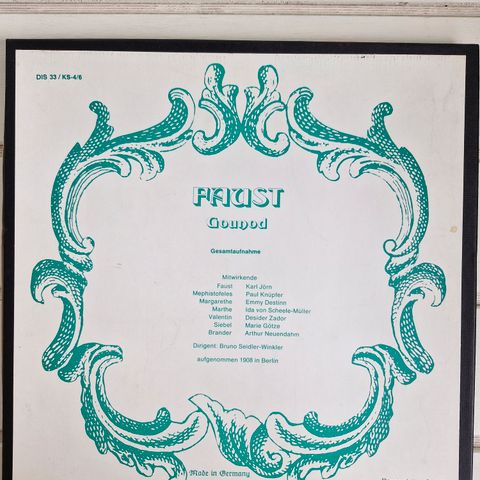 DIS 33 / KS-4/6
FAUST
Gounod
Gesamtaufnahme
Mitwirkende
Faust Karl Jörn
Mephistofeles Paul Knüpfer
Margarethe Emmy Destinn
Marthe Ida von Scheele-Müller
Valentin Desider Zador
Siebel Marie Götze
Brander Arthur Neuendahm
Dirigent: Bruno Seidler-Winkler
aufgenommen 1908 in Berlin
Made in Germany